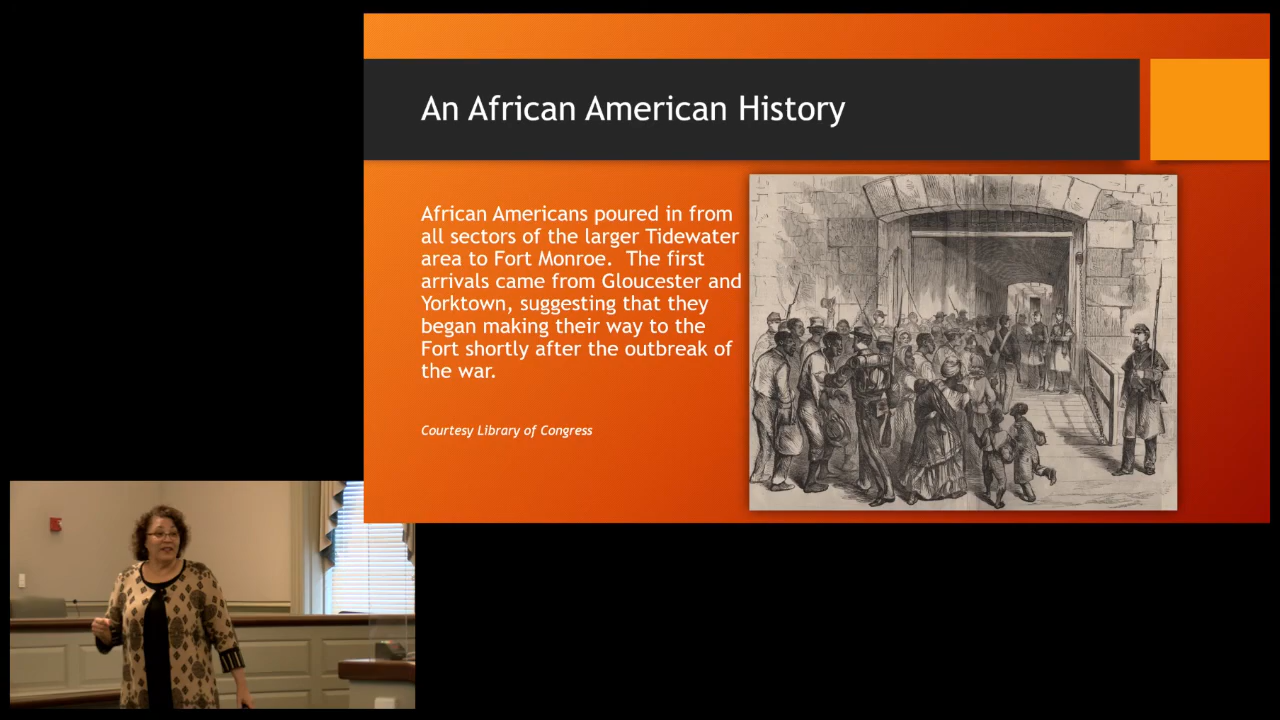 An African American History
African Americans poured in from
all sectors of the larger Tidewater
area to Fort Monroe.  The first
arrivals came from Gloucester and
Yorktown, suggesting that they
began making their way to the
Fort shortly after the outbreak of
the war.
Courtesy Library of Congress